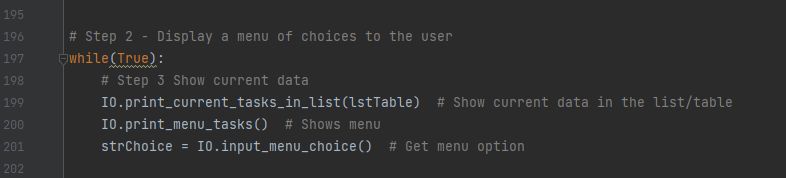 195
196 # Step 2 - Display a menu of choices to the user
197 while(True):
198 # Step 3 Show current data
199 IO.print_current_tasks_in_list(lstTable)  # Show current data in the list/table
200 IO.print_menu_tasks()  # Shows menu
201 strChoice = IO.input_menu_choice()  # Get menu option
202